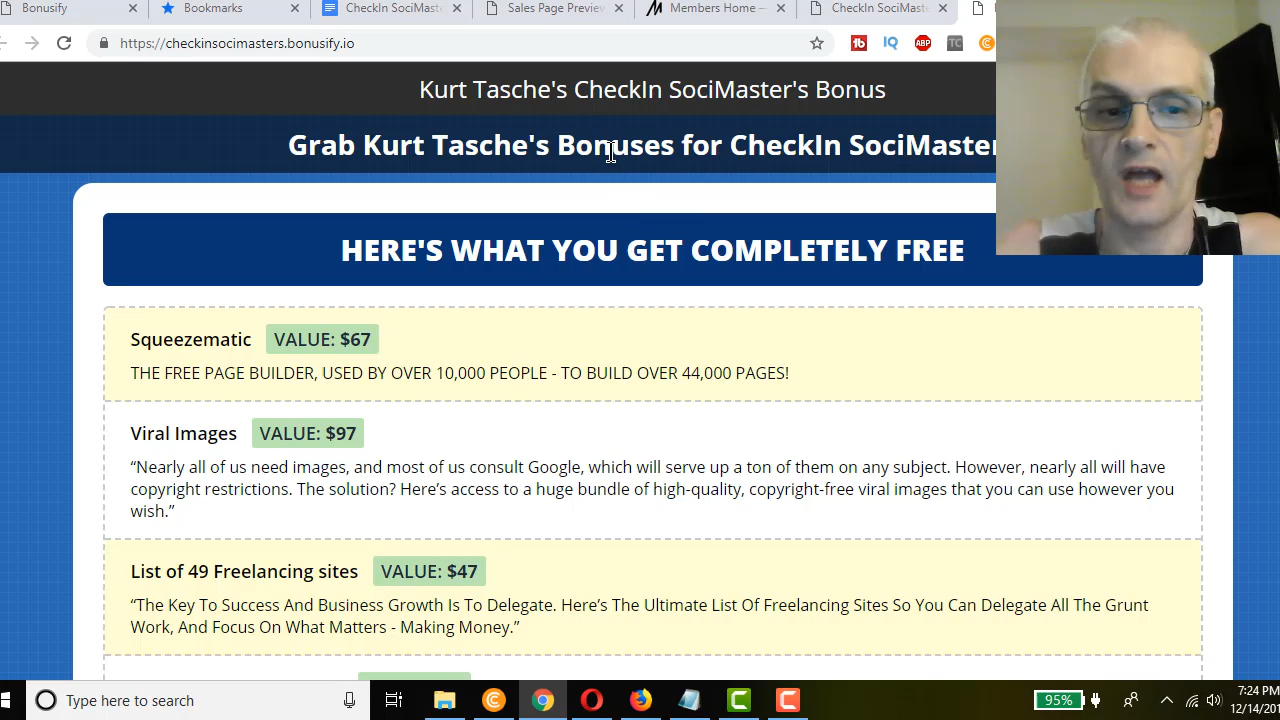 Bonusify
Bookmarks
CheckIn SociMast
Sales Page Preview
Members Home —
CheckIn SociMast
https://checkinsocimasters.bonusify.io
Kurt Tasche's CheckIn SociMaster's Bonus
Grab Kurt Tasche's Bonuses for CheckIn SociMaster
HERE'S WHAT YOU GET COMPLETELY FREE
Squeezematic VALUE: $67
THE FREE PAGE BUILDER, USED BY OVER 10,000 PEOPLE - TO BUILD OVER 44,000 PAGES!
Viral Images VALUE: $97
“Nearly all of us need images, and most of us consult Google, which will serve up a ton of them on any subject. However, nearly all will have
copyright restrictions. The solution? Here’s access to a huge bundle of high-quality, copyright-free viral images that you can use however you
wish.”
List of 49 Freelancing sites VALUE: $47
“The Key To Success And Business Growth Is To Delegate. Here’s The Ultimate List Of Freelancing Sites So You Can Delegate All The Grunt
Work, And Focus On What Matters - Making Money.”
Type here to search
95%
7:24 PM
12/14/201